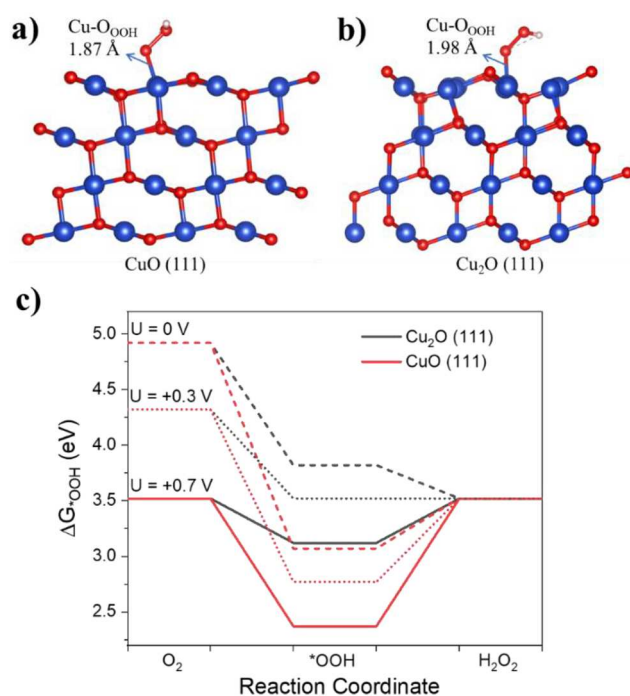 a)
Cu-OOOH
1.87 Å
CuO (111)
b)
Cu-OOOH
1.98 Å
Cu2O (111)
c)
U = 0 V
U = +0.3 V
U = +0.7 V
Cu2O (111)
CuO (111)
5.0
4.5
4.0
3.5
3.0
2.5
ΔG*OOH (eV)
O2
*OOH
H2O2
Reaction Coordinate